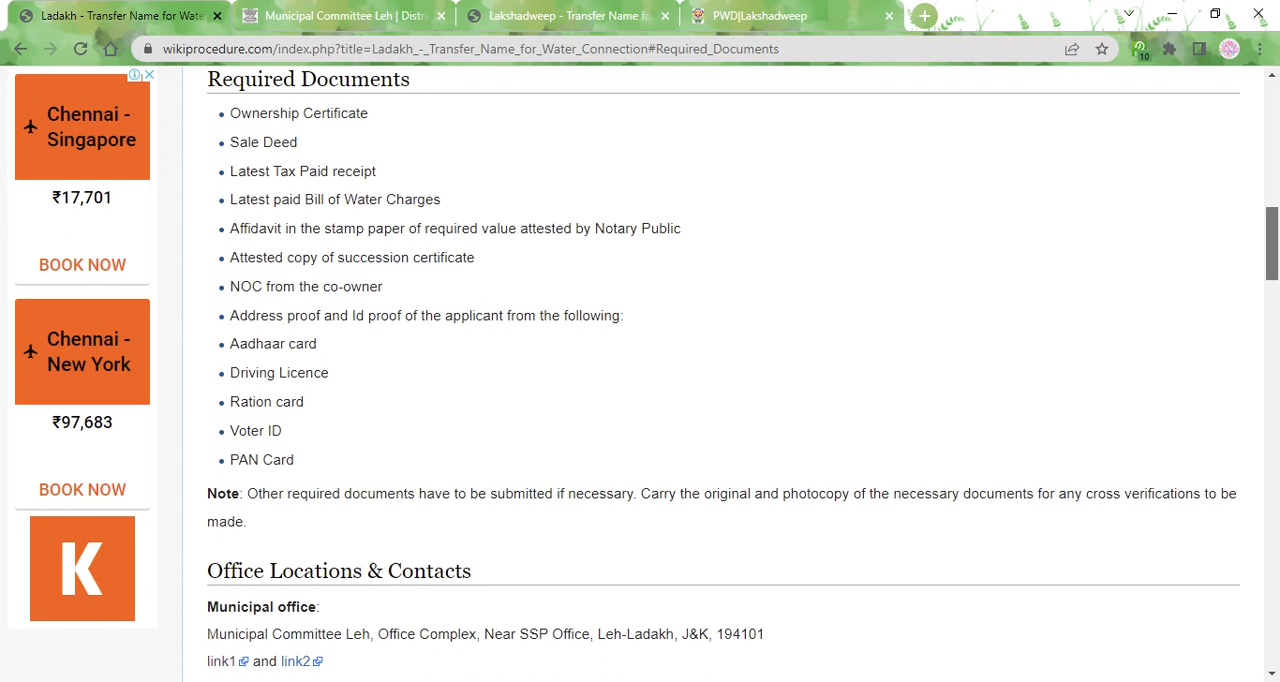 Ladakh - Transfer Name for Wate
Municipal Committee Leh | Distri
Lakshadweep - Transfer Name fo
PWD|Lakshadweep
wikiprocedure.com/index.php?title=Ladakh_-_Transfer_Name_for_Water_Connection#Required_Documents
10
Chennai -
Singapore
₹17,701
BOOK NOW
Chennai -
New York
₹97,683
BOOK NOW
K
Required Documents
Ownership Certificate
Sale Deed
Latest Tax Paid receipt
Latest paid Bill of Water Charges
Affidavit in the stamp paper of required value attested by Notary Public
Attested copy of succession certificate
NOC from the co-owner
Address proof and Id proof of the applicant from the following:
Aadhaar card
Driving Licence
Ration card
Voter ID
PAN Card
Note: Other required documents have to be submitted if necessary. Carry the original and photocopy of the necessary documents for any cross verifications to be
made.
Office Locations & Contacts
Municipal office:
Municipal Committee Leh, Office Complex, Near SSP Office, Leh-Ladakh, J&K, 194101
link1 and link2